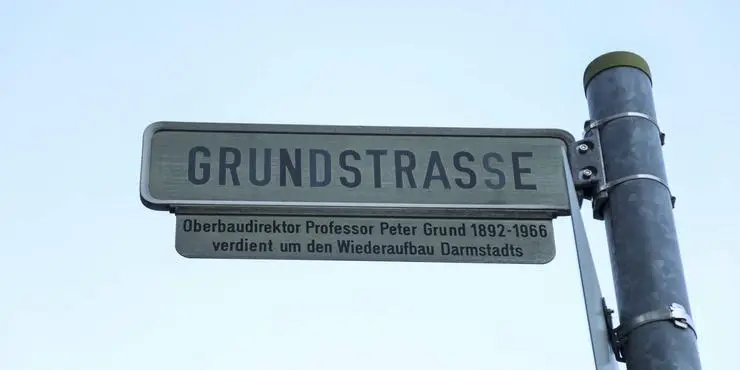 GRUNDSTRASSE
Oberbaudirektor Professor Peter Grund 1892-1966
verdient um den Wiederaufbau Darmstadts